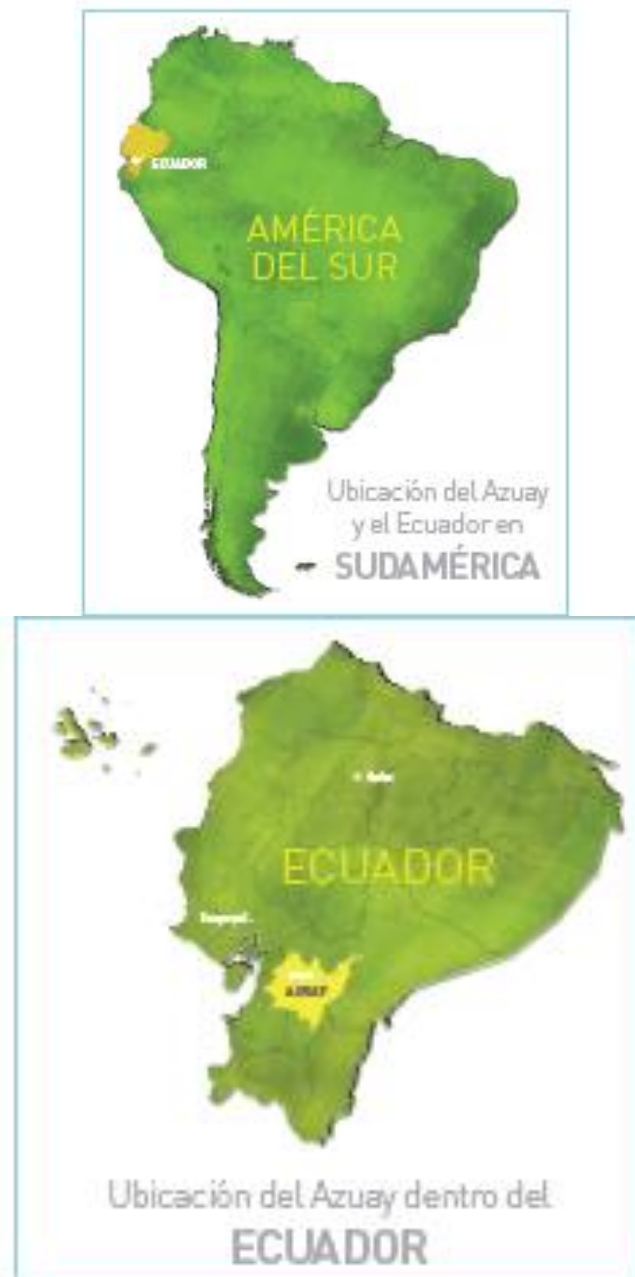 ECUADOR
AMÉRICA
DEL SUR
Ubicación del Azuay
y el Ecuador en
SUDAMÉRICA
ECUADOR
AZUAY
Ubicación del Azuay dentro del
ECUADOR